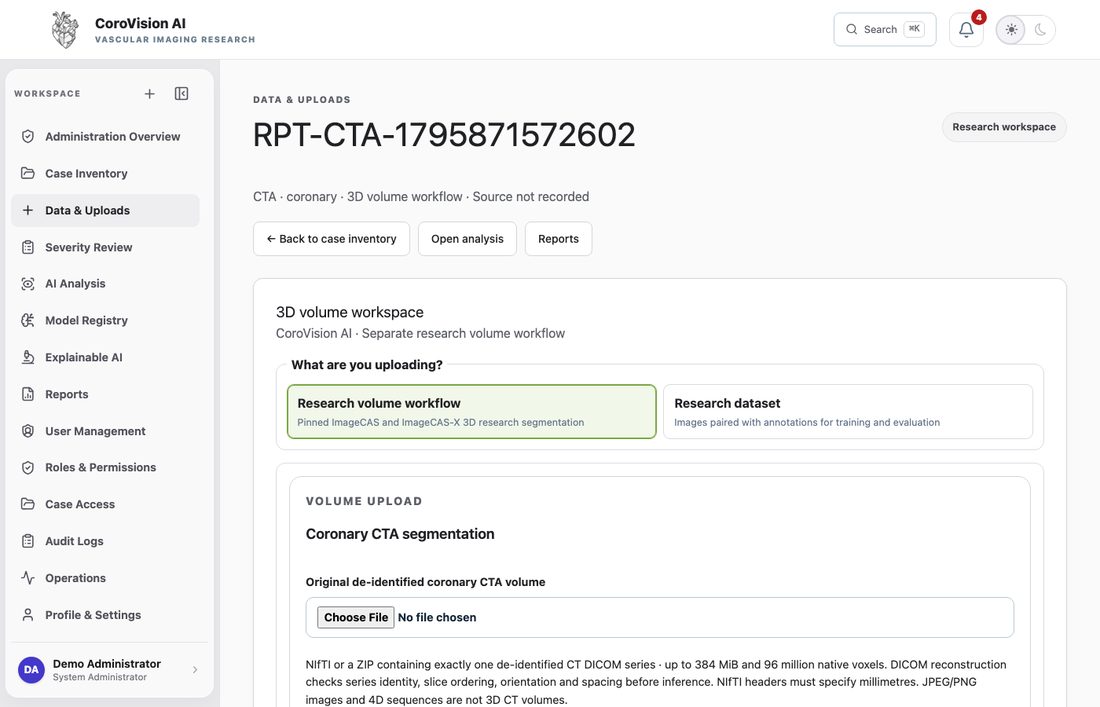 CoroVision AI
VASCULAR IMAGING RESEARCH
Search ⌘K
4
WORKSPACE
Administration Overview
Case Inventory
Data & Uploads
Severity Review
AI Analysis
Model Registry
Explainable AI
Reports
User Management
Roles & Permissions
Case Access
Audit Logs
Operations
Profile & Settings
DA
Demo Administrator
System Administrator
DATA & UPLOADS
RPT-CTA-1795871572602
Research workspace
CTA · coronary · 3D volume workflow · Source not recorded
← Back to case inventory
Open analysis
Reports
3D volume workspace
CoroVision AI · Separate research volume workflow
What are you uploading?
Research volume workflow
Pinned ImageCAS and ImageCAS-X 3D research segmentation
Research dataset
Images paired with annotations for training and evaluation
VOLUME UPLOAD
Coronary CTA segmentation
Original de-identified coronary CTA volume
Choose File No file chosen
NIfTI or a ZIP containing exactly one de-identified CT DICOM series · up to 384 MiB and 96 million native voxels. DICOM reconstruction
checks series identity, slice ordering, orientation and spacing before inference. NIfTI headers must specify millimetres. JPEG/PNG
images and 4D sequences are not 3D CT volumes.